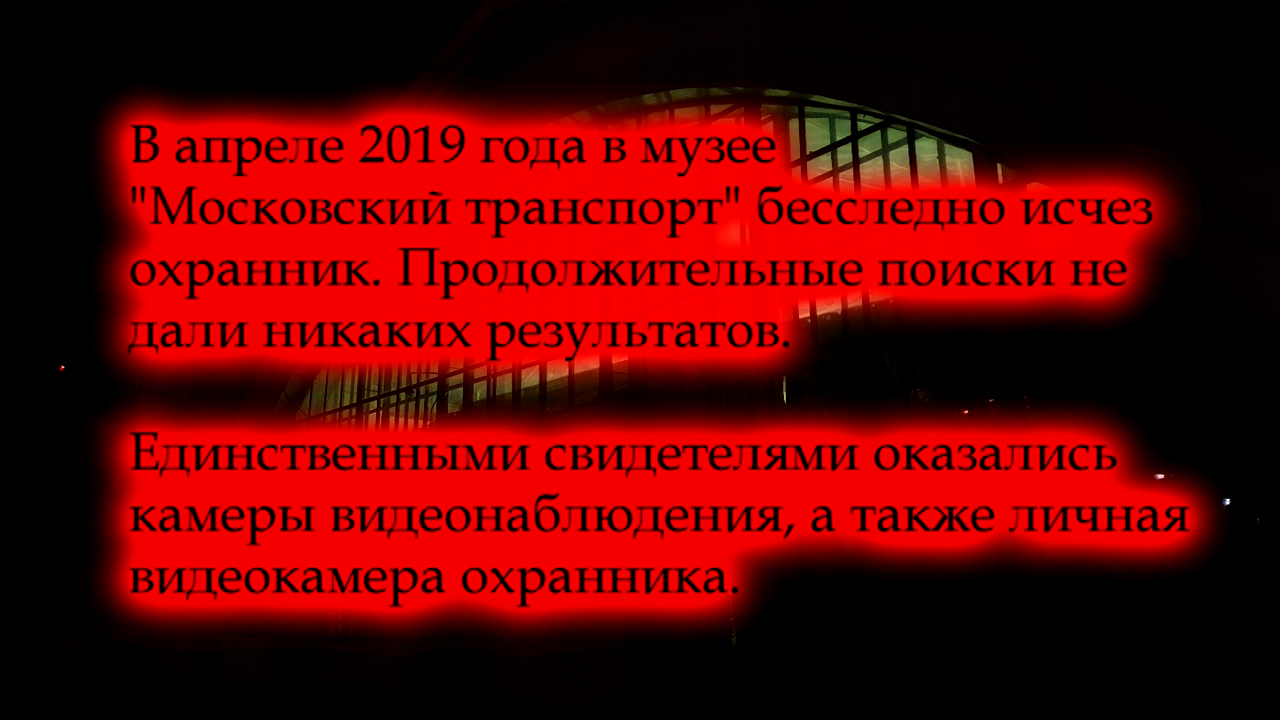 В апреле 2019 года в музее
"Московский транспорт" бесследно исчез
охранник. Продолжительные поиски не
дали никаких результатов.
Единственными свидетелями оказались
камеры видеонаблюдения, а также личная
видеокамера охранника.